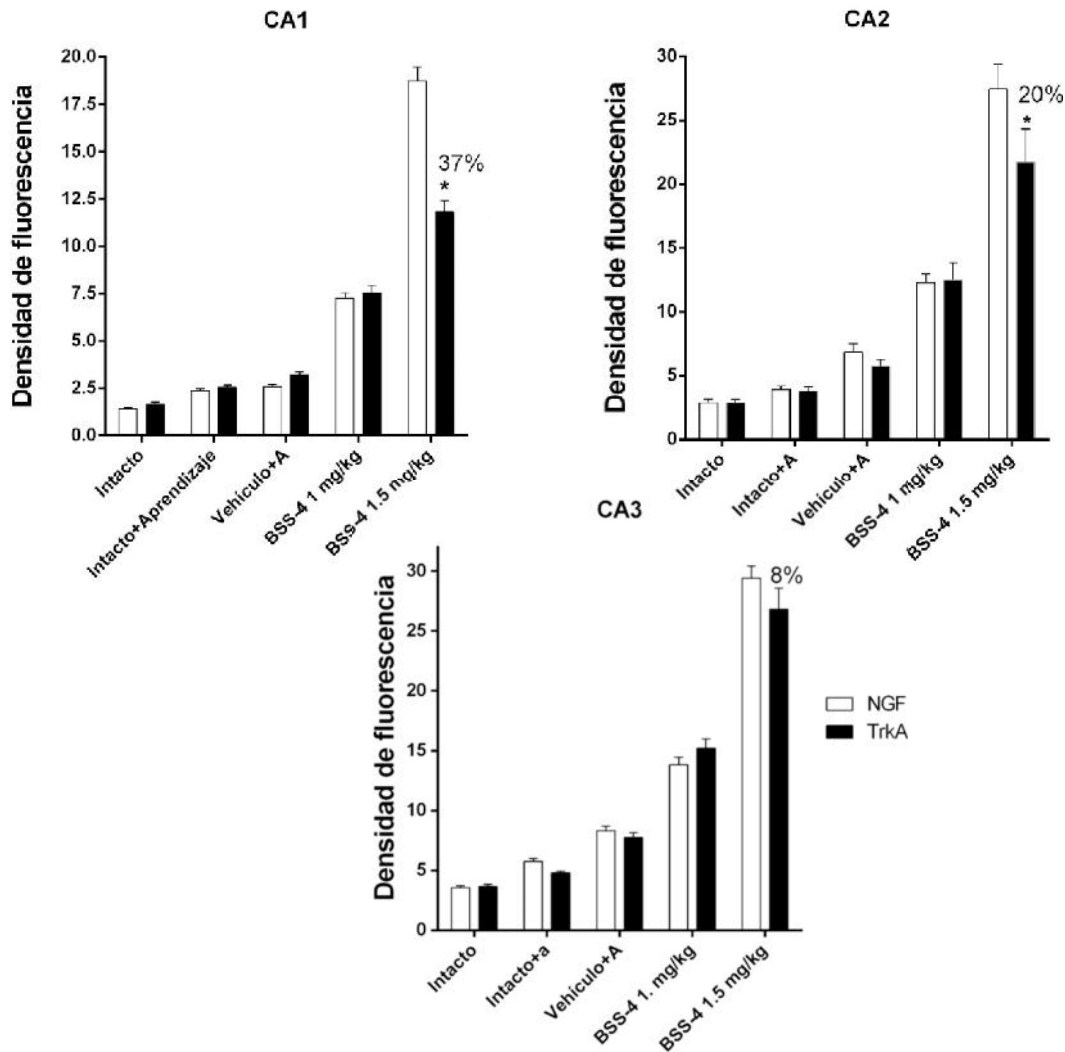 CA1
Densidad de fluorescencia
20.0
17.5
15.0
12.5
10.0
7.5
5.0
2.5
0.0
37%
*
Intacto
Intacto+Aprendizaje
Vehículo+A
BSS-4 1 mg/kg
BSS-4 1.5 mg/kg
CA2
Densidad de fluorescencia
30
25
20
15
10
5
0
20%
*
Intacto
Intacto+A
Vehículo+A
BSS-4 1 mg/kg
BSS-4 1.5 mg/kg
CA3
Densidad de fluorescencia
30
25
20
15
10
5
0
8%
Intacto
Intacto+a
Vehículo+A
BSS-4 1. mg/kg
BSS-4 1.5 mg/kg
NGF
TrkA